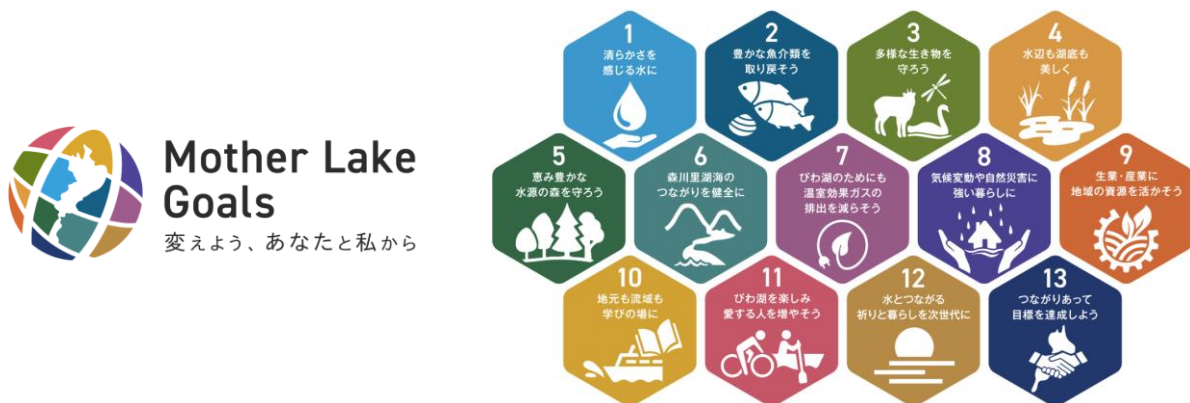 Mother Lake
Goals
変えよう、あなたと私から
1
清らかさを
感じる水に
2
豊かな魚介類を
取り戻そう
3
多様な生き物を
守ろう
4
水辺も湖底も
美しく
5
恵み豊かな
水源の森を守ろう
6
森川里湖海の
つながりを健全に
7
びわ湖のためにも
温室効果ガスの
排出を減らそう
8
気候変動や自然災害に
強い暮らしに
9
生業・産業に
地域の資源を活かそう
10
地元も流域も
学びの場に
11
びわ湖を楽しみ
愛する人を増やそう
12
水とつながる
祈りと暮らしを次世代に
13
つながりあって
目標を達成しよう